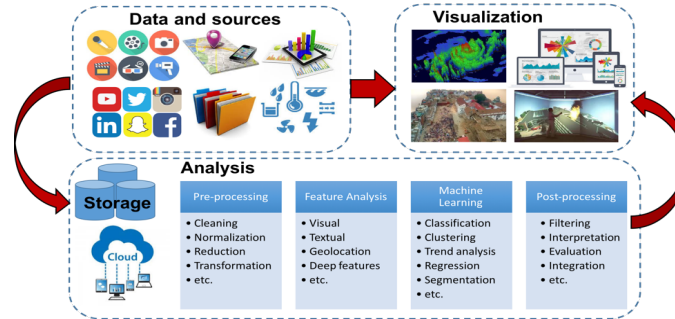 Data and sources
Visualization
Analysis
Storage
Cloud
Pre-processing
• Cleaning
• Normalization
• Reduction
• Transformation
• etc.
Feature Analysis
• Visual
• Textual
• Geolocation
• Deep features
• etc.
Machine
Learning
• Classification
• Clustering
• Trend analysis
• Regression
• Segmentation
• etc.
Post-processing
• Filtering
• Interpretation
• Evaluation
• Integration
• etc.